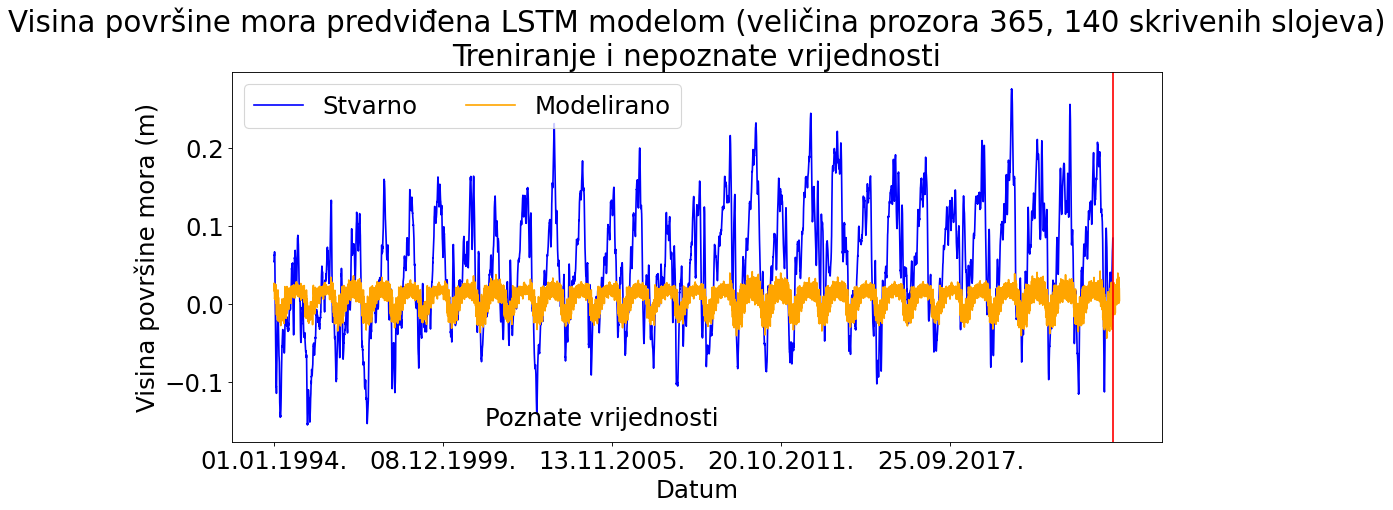 Visina površine mora predviđena LSTM modelom (veličina prozora 365, 140 skrivenih slojeva)
Treniranje i nepoznate vrijednosti
Stvarno
Modelirano
Visina površine mora (m)
0.2
0.1
0.0
−0.1
Poznate vrijednosti
01.01.1994.
08.12.1999.
13.11.2005.
20.10.2011.
25.09.2017.
Datum